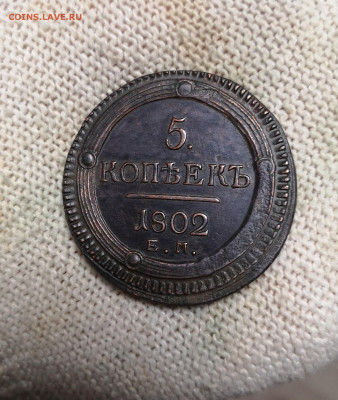 COINS.LAVE.RU
5.
КОПѢЕКЪ
1802
Е. М.